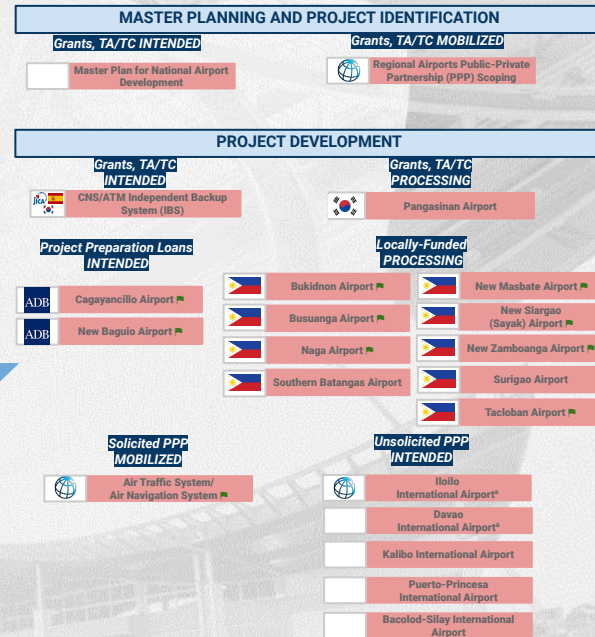 MASTER PLANNING AND PROJECT IDENTIFICATION
Grants, TA/TC INTENDED
Grants, TA/TC MOBILIZED
Master Plan for National Airport
Development
Regional Airports Public-Private
Partnership (PPP) Scoping
PROJECT DEVELOPMENT
Grants, TA/TC
INTENDED
Grants, TA/TC
PROCESSING
JICA
CNS/ATM Independent Backup
System (IBS)
Pangasinan Airport
Project Preparation Loans
INTENDED
Locally-Funded
PROCESSING
ADB
Cagayancillo Airport
ADB
New Baguio Airport
Bukidnon Airport
Busuanga Airport
Naga Airport
Southern Batangas Airport
New Masbate Airport
New Siargao
(Sayak) Airport
New Zamboanga Airport
Surigao Airport
Tacloban Airport
Solicited PPP
MOBILIZED
Air Traffic System/
Air Navigation System
Unsolicited PPP
INTENDED
Iloilo
International Airportª
Davao
International Airportª
Kalibo International Airport
Puerto-Princesa
International Airport
Bacolod-Silay International
Airport